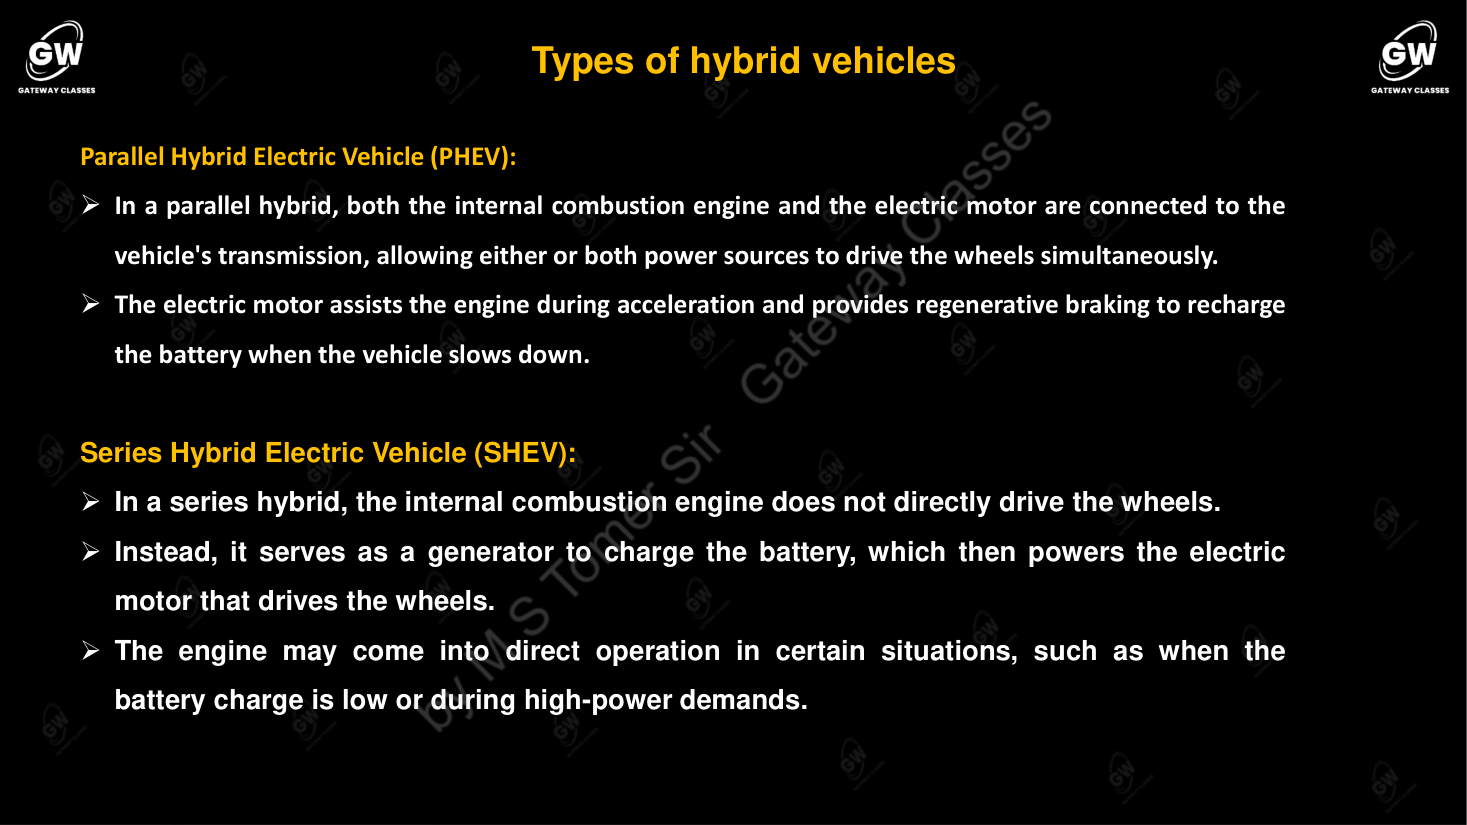 GW
GATEWAY CLASSES
Types of hybrid vehicles
GW
GATEWAY CLASSES
Parallel Hybrid Electric Vehicle (PHEV):
➢ In a parallel hybrid, both the internal combustion engine and the electric motor are connected to the
vehicle's transmission, allowing either or both power sources to drive the wheels simultaneously.
➢ The electric motor assists the engine during acceleration and provides regenerative braking to recharge
the battery when the vehicle slows down.
Series Hybrid Electric Vehicle (SHEV):
➢ In a series hybrid, the internal combustion engine does not directly drive the wheels.
➢ Instead, it serves as a generator to charge the battery, which then powers the electric
motor that drives the wheels.
➢ The engine may come into direct operation in certain situations, such as when the
battery charge is low or during high-power demands.
by M S Tomer Sir Gateway Classes